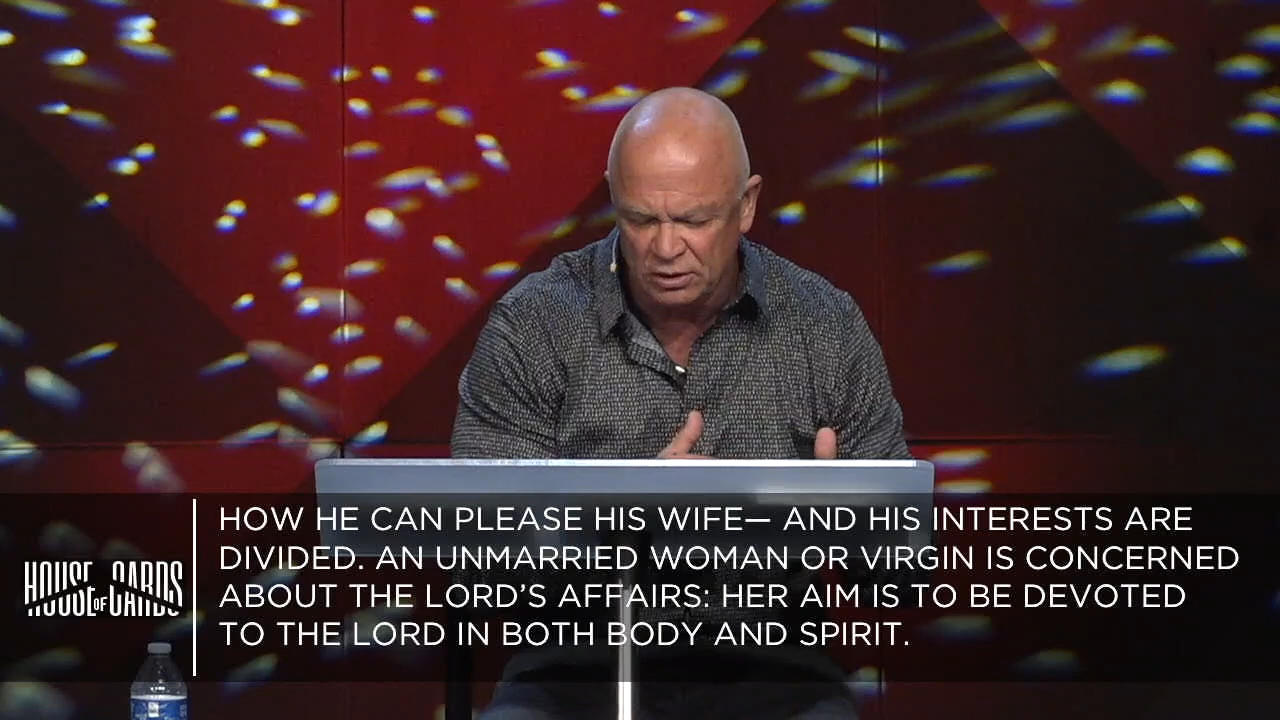 HOUSE OF CARDS
HOW HE CAN PLEASE HIS WIFE— AND HIS INTERESTS ARE
DIVIDED. AN UNMARRIED WOMAN OR VIRGIN IS CONCERNED
ABOUT THE LORD’S AFFAIRS: HER AIM IS TO BE DEVOTED
TO THE LORD IN BOTH BODY AND SPIRIT.